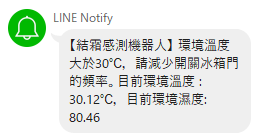 LINE Notify
【結霜感測機器人】環境溫度
大於30°C，請減少開關冰箱門
的頻率。目前環境溫度：
30.12°C，目前環境濕度:
80.46